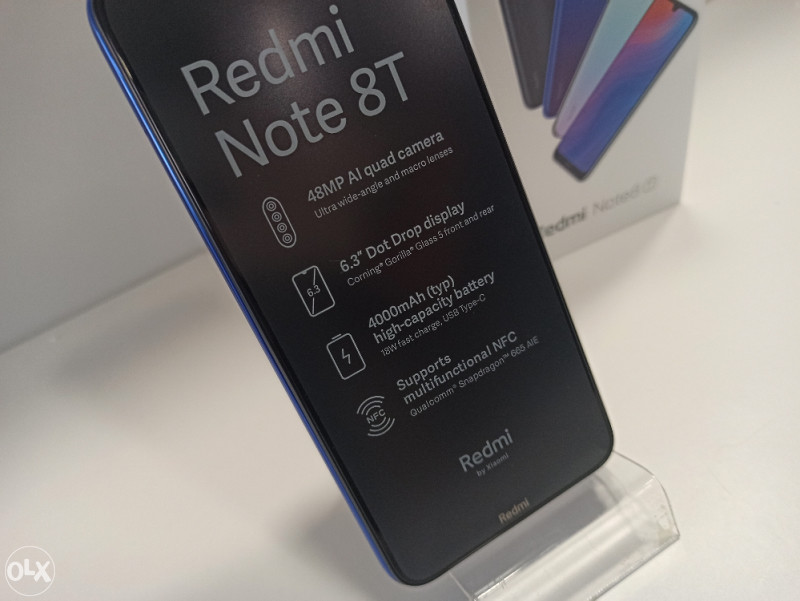 Redmi
Note 8T
48MP AI quad camera
Ultra wide-angle and macro lenses
6.3" Dot Drop display
Corning® Gorilla® Glass 5 front and rear
6.3
4000mAh (typ)
high-capacity battery
18W fast charge, USB Type-C
Supports
multifunctional NFC
Qualcomm® Snapdragon™ 665 AIE
NFC
Redmi
by Xiaomi
Redmi
Redmi Note8T
OLX